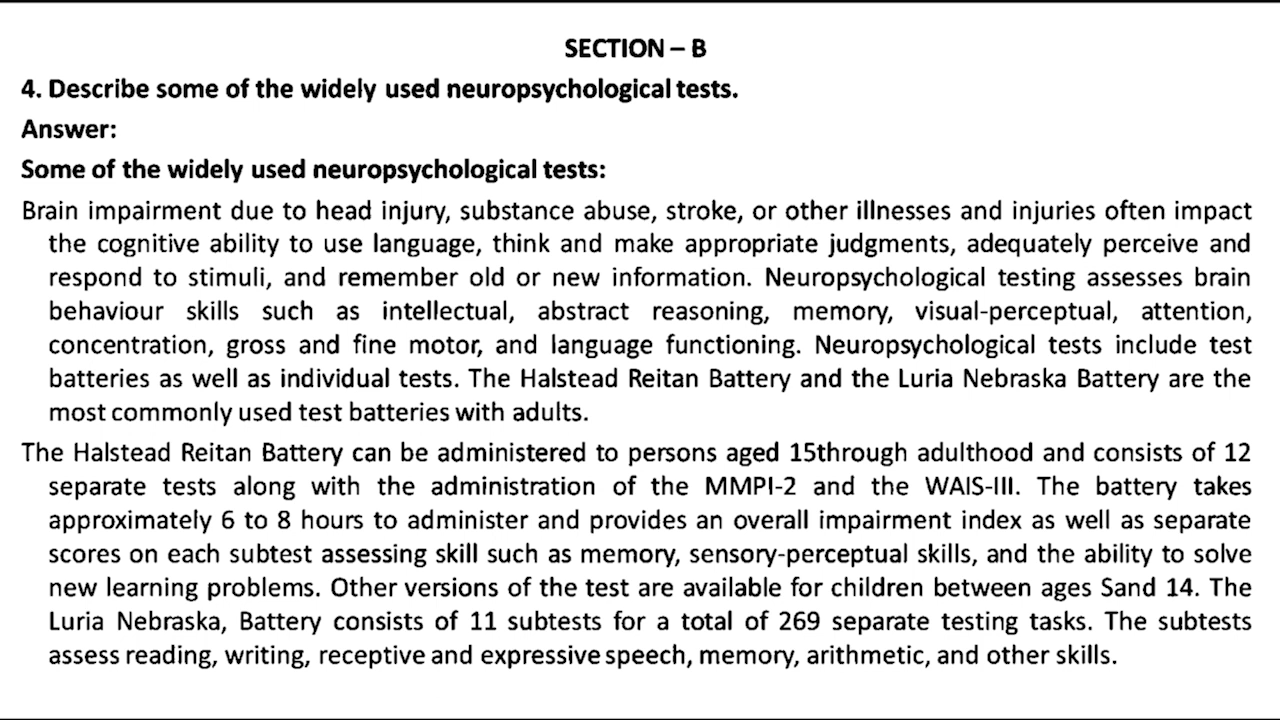 SECTION – B
4. Describe some of the widely used neuropsychological tests.
Answer:
Some of the widely used neuropsychological tests:
Brain impairment due to head injury, substance abuse, stroke, or other illnesses and injuries often impact
the cognitive ability to use language, think and make appropriate judgments, adequately perceive and
respond to stimuli, and remember old or new information. Neuropsychological testing assesses brain
behaviour skills such as intellectual, abstract reasoning, memory, visual-perceptual, attention,
concentration, gross and fine motor, and language functioning. Neuropsychological tests include test
batteries as well as individual tests. The Halstead Reitan Battery and the Luria Nebraska Battery are the
most commonly used test batteries with adults.
The Halstead Reitan Battery can be administered to persons aged 15through adulthood and consists of 12
separate tests along with the administration of the MMPI-2 and the WAIS-III. The battery takes
approximately 6 to 8 hours to administer and provides an overall impairment index as well as separate
scores on each subtest assessing skill such as memory, sensory-perceptual skills, and the ability to solve
new learning problems. Other versions of the test are available for children between ages Sand 14. The
Luria Nebraska, Battery consists of 11 subtests for a total of 269 separate testing tasks. The subtests
assess reading, writing, receptive and expressive speech, memory, arithmetic, and other skills.